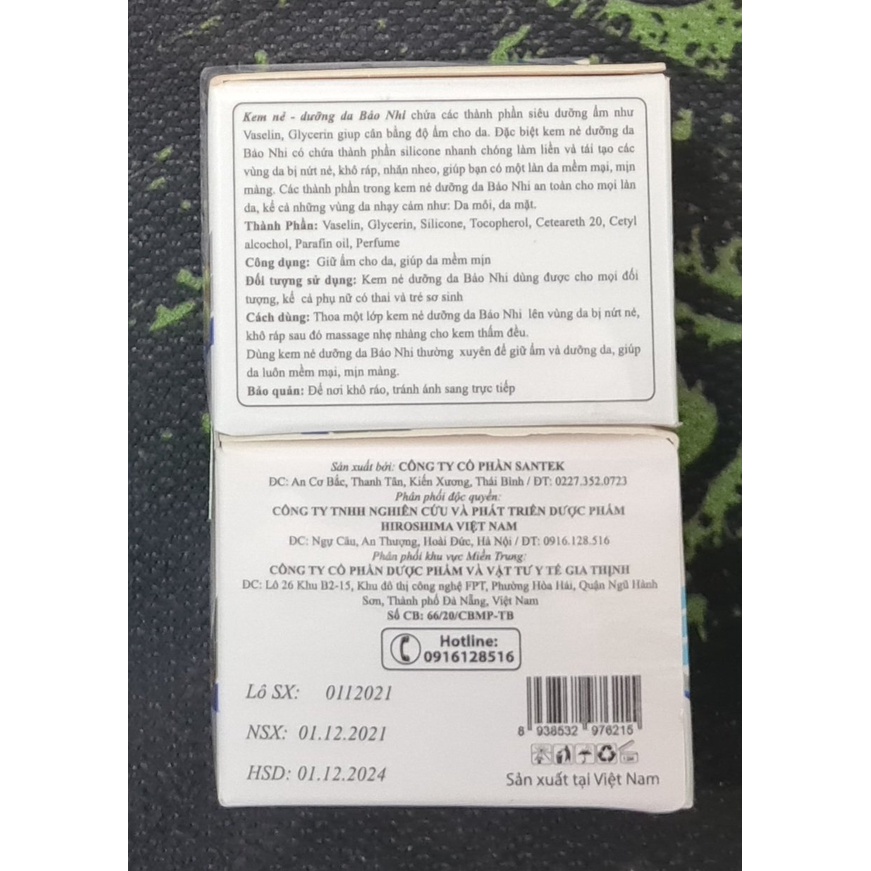 Kem nẻ - dưỡng da Bảo Nhi chứa các thành phần siêu dưỡng ẩm như
Vaselin, Glycerin giup cân bằng độ ẩm cho da. Đặc biệt kem nẻ dưỡng da
Bảo Nhi có chứa thành phần silicone nhanh chóng làm liền và tái tạo các
vùng da bị nứt nẻ, khô ráp, nhăn nheo, giúp bạn có một làn da mềm mại, mịn
màng. Các thành phần trong kem nẻ dưỡng da Bảo Nhi an toàn cho mọi làn
da, kể cả những vùng da nhạy cảm như: Da môi, da mặt.
Thành Phần: Vaselin, Glycerin, Silicone, Tocopherol, Ceteareth 20, Cetyl
alcochol, Parafin oil, Perfume
Công dụng: Giữ ẩm cho da, giúp da mềm mịn
Đối tượng sử dụng: Kem nẻ dưỡng da Bảo Nhi dùng được cho mọi đối
tượng, kể cả phụ nữ có thai và trẻ sơ sinh
Cách dùng: Thoa một lớp kem nẻ dưỡng da Bảo Nhi lên vùng da bị nứt nẻ,
khô ráp sau đó massage nhẹ nhàng cho kem thấm đều.
Dùng kem nẻ dưỡng da Bảo Nhi thường xuyên để giữ ẩm và dưỡng da, giúp
da luôn mềm mại, mịn màng.
Bảo quản: Để nơi khô ráo, tránh ánh sang trực tiếp
Sản xuất bởi: CÔNG TY CỔ PHẦN SANTEK
ĐC: An Cơ Bắc, Thanh Tân, Kiến Xương, Thái Bình / ĐT: 0227.352.0723
Phân phối độc quyền:
CÔNG TY TNHH NGHIÊN CỨU VÀ PHÁT TRIỂN DƯỢC PHẨM
HIROSHIMA VIỆT NAM
ĐC: Ngự Câu, An Thượng, Hoài Đức, Hà Nội / ĐT: 0916.128.516
Phân phối khu vực Miền Trung:
CÔNG TY CỔ PHẦN DƯỢC PHẨM VÀ VẬT TƯ Y TẾ GIA THỊNH
ĐC: Lô 26 Khu B2-15, Khu đô thị công nghệ FPT, Phường Hòa Hải, Quận Ngũ Hành
Sơn, Thành phố Đà Nẵng, Việt Nam
Số CB: 66/20/CBMP-TB
Hotline:
0916128516
Lô SX: 0112021
NSX: 01.12.2021
HSD: 01.12.2024
8 938532 976215
Sản xuất tại Việt Nam